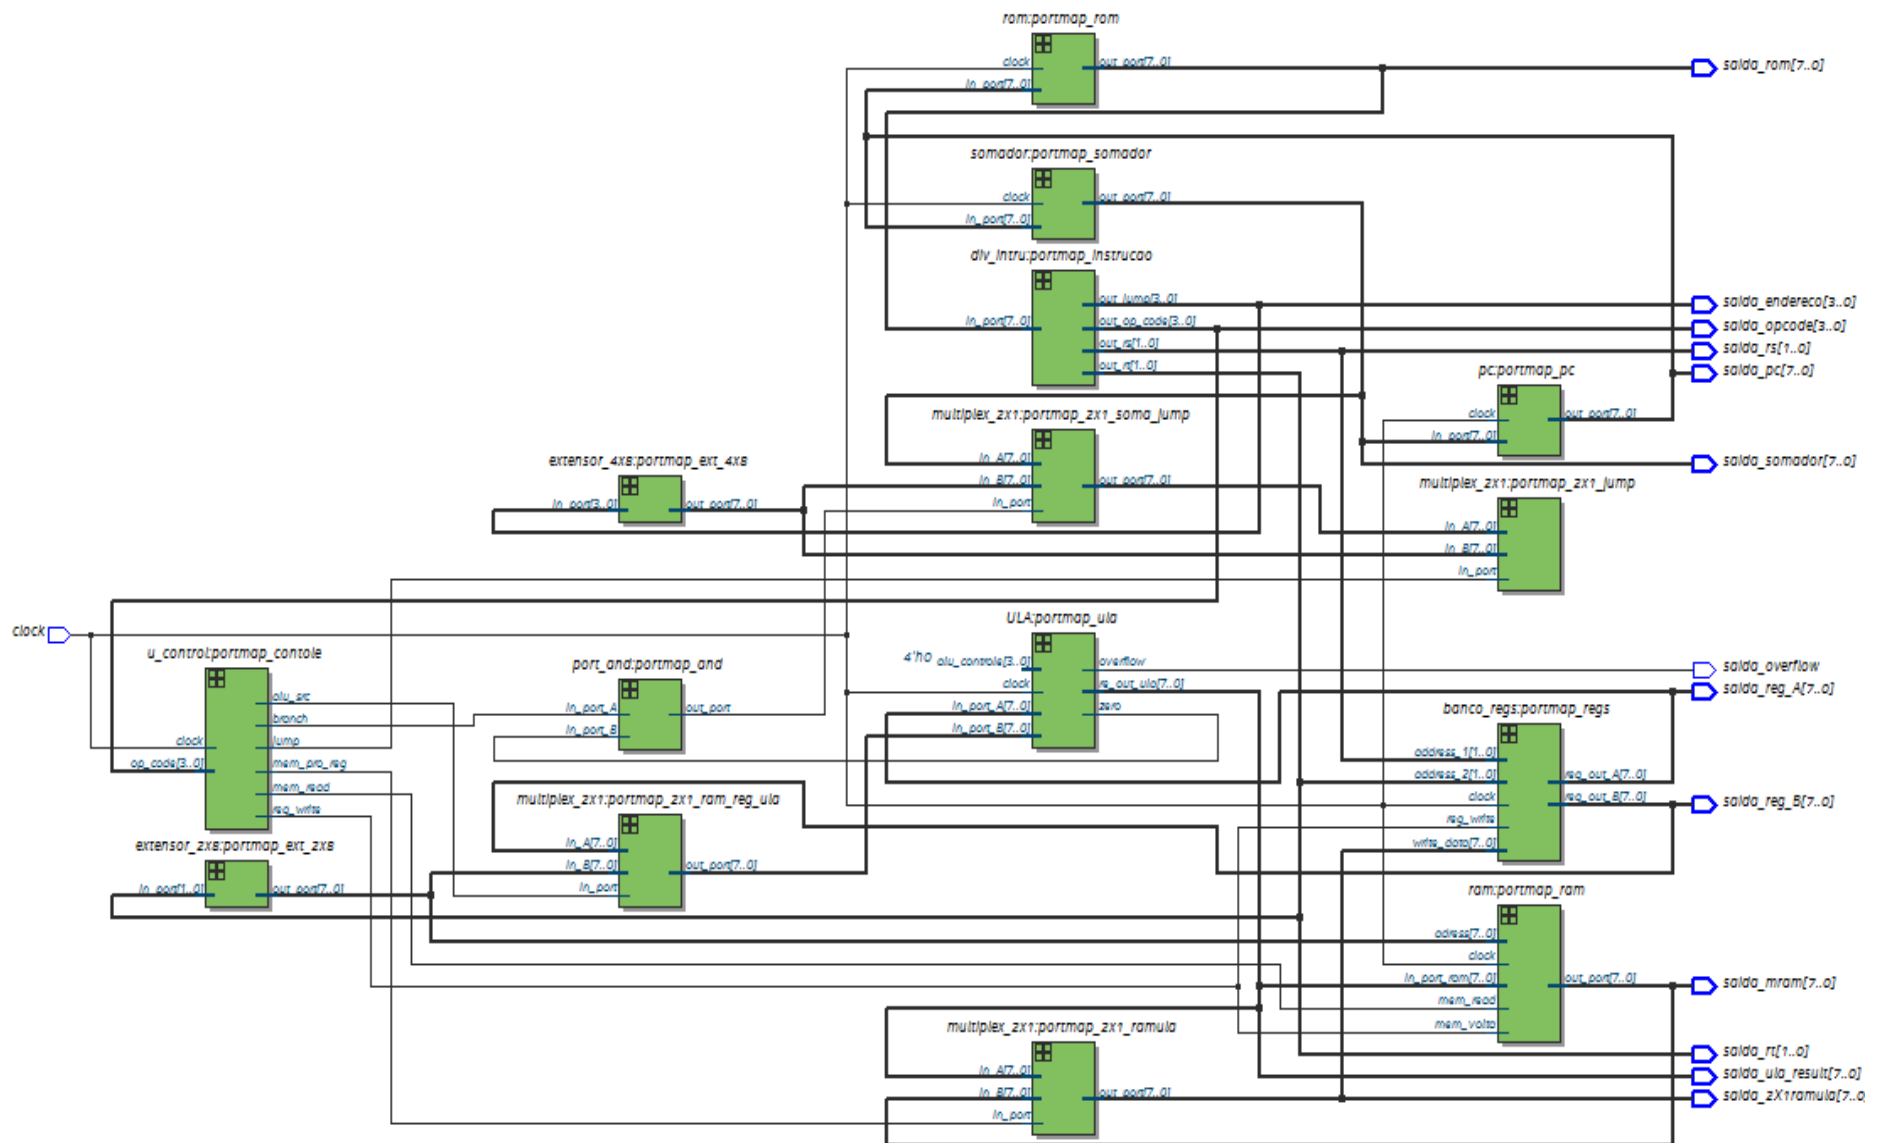 rom:portmap_rom
clock
in_port[7..0]
out_port[7..0]
saida_rom[7..0]
somador:portmap_somador
clock
in_port[7..0]
out_port[7..0]
div_intru:portmap_instrucao
in_port[7..0]
out_jump[3..0]
out_op_code[3..0]
out_rs[1..0]
out_rt[1..0]
saida_endereco[3..0]
saida_opcode[3..0]
saida_rs[1..0]
saida_pc[7..0]
pc:portmap_pc
clock
in_port[7..0]
out_port[7..0]
saida_somador[7..0]
multiplex_2x1:portmap_2x1_soma_jump
in_A[7..0]
in_B[7..0]
in_port
out_port[7..0]
extensor_4x8:portmap_ext_4x8
in_port[3..0]
out_port[7..0]
multiplex_2x1:portmap_2x1_jump
in_A[7..0]
in_B[7..0]
in_port
clock
u_control:portmap_contole
clock
op_code[3..0]
alu_src
branch
jump
mem_pro_reg
mem_read
reg_write
port_and:portmap_and
in_port_A
in_port_B
out_port
ULA:portmap_ula
4'h0
alu_controle[3..0]
clock
in_port_A[7..0]
in_port_B[7..0]
overflow
rs_out_ula[7..0]
zero
saida_overflow
saida_reg_A[7..0]
banco_regs:portmap_regs
address_1[1..0]
address_2[1..0]
clock
reg_write
write_data[7..0]
reg_out_A[7..0]
reg_out_B[7..0]
saida_reg_B[7..0]
multiplex_2x1:portmap_2x1_ram_reg_ula
in_A[7..0]
in_B[7..0]
in_port
out_port[7..0]
extensor_2x8:portmap_ext_2x8
in_port[1..0]
out_port[7..0]
ram:portmap_ram
adress[7..0]
clock
in_port_ram[7..0]
mem_read
mem_volta
out_port[7..0]
saida_mram[7..0]
multiplex_2x1:portmap_2x1_ramula
in_A[7..0]
in_B[7..0]
in_port
out_port[7..0]
saida_rt[1..0]
saida_ula_result[7..0]
saida_2X1ramula[7..0